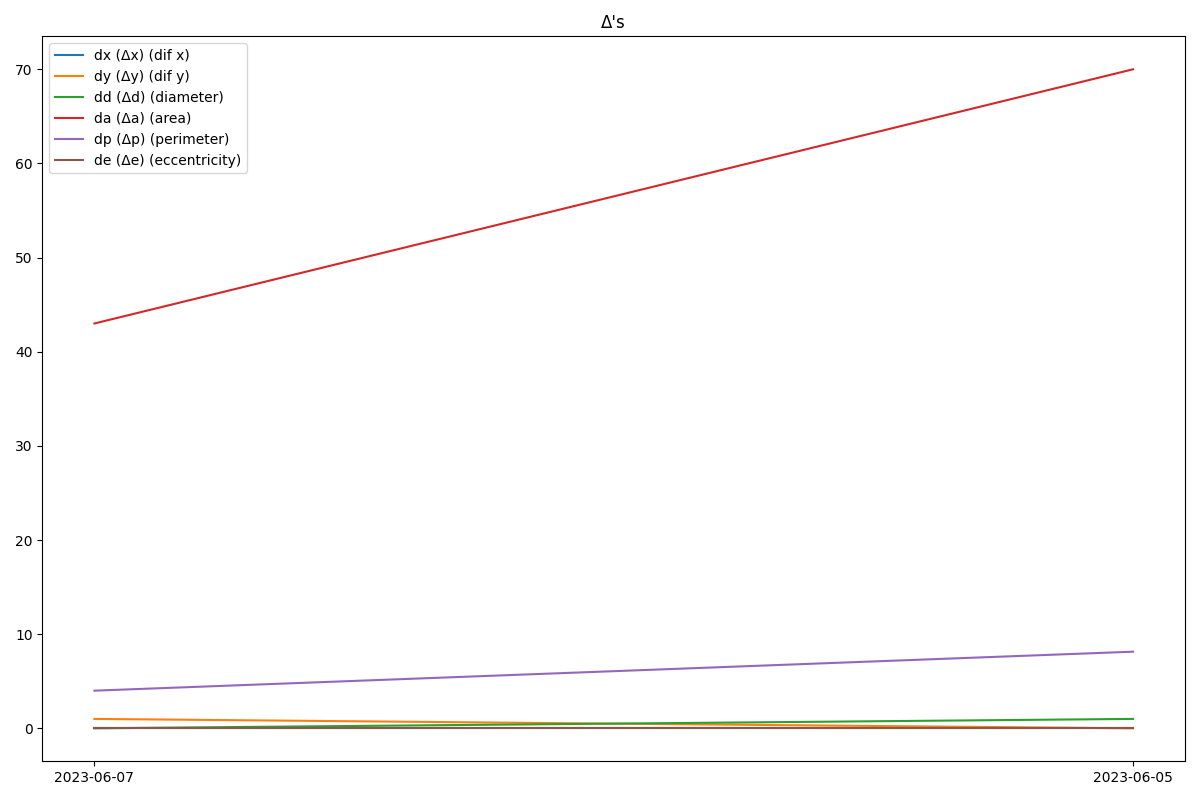 Δ's
dx (Δx) (dif x)
dy (Δy) (dif y)
dd (Δd) (diameter)
da (Δa) (area)
dp (Δp) (perimeter)
de (Δe) (eccentricity)
70
60
50
40
30
20
10
0
2023-06-07 2023-06-05